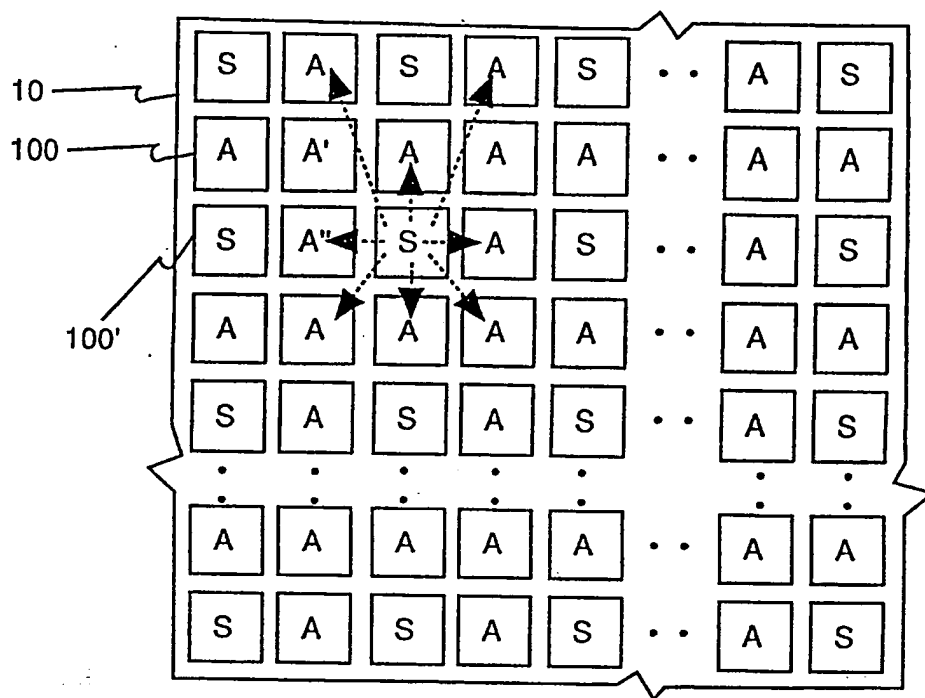 S A S A S • • A S
10
100
A A' A A A • • A A
S A" S A S • • A S
100'
A A A A A • • A A
S A S A S • • A S
A A A A A • • A A
S A S A S • • A S